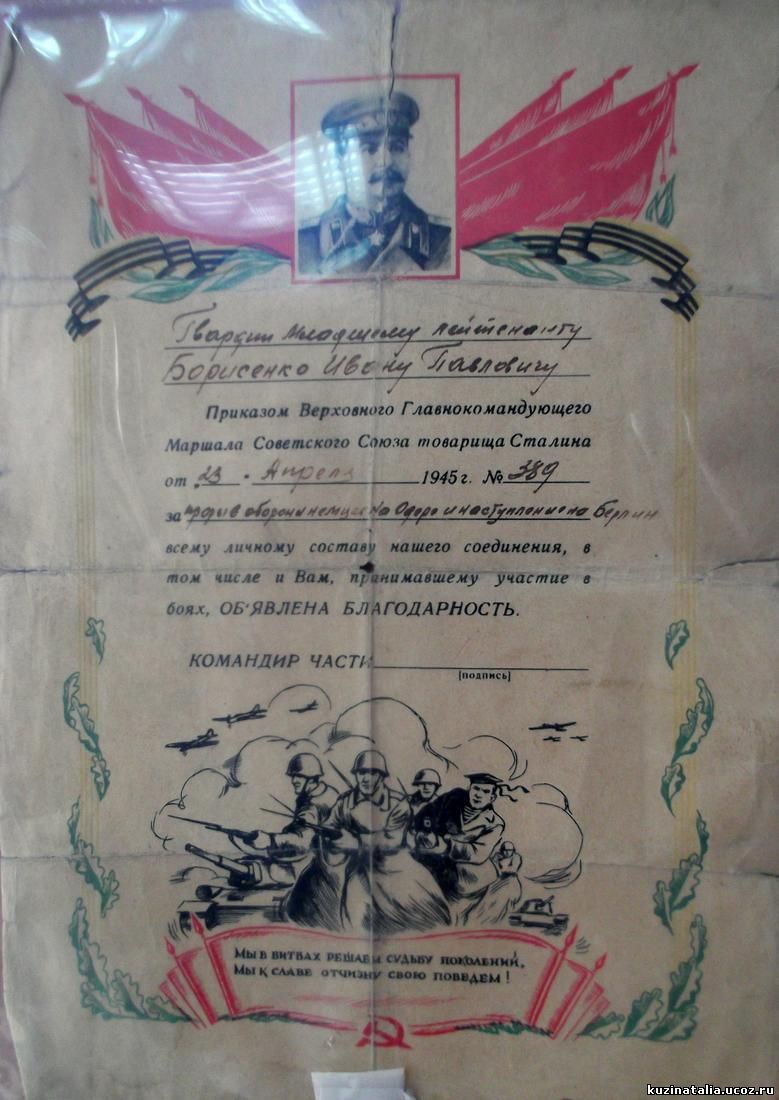 Гвардии младшему лейтенанту
Борисенко Ивану Павловичу
Приказом Верховного Главнокомандующего
Маршала Советского Союза товарища Сталина
от 23 Апреля 1945 г. № 389
за прорыв обороны немцев на Одере и наступление на Берлин
всему личному составу нашего соединения, в
том числе и Вам, принимавшему участие в
боях, ОБ'ЯВЛЕНА БЛАГОДАРНОСТЬ.
КОМАНДИР ЧАСТИ
[подпись]
Мы в битвах решаем судьбу поколений,
Мы к славе отчизну свою поведем!
kuzinatalia.ucoz.ru